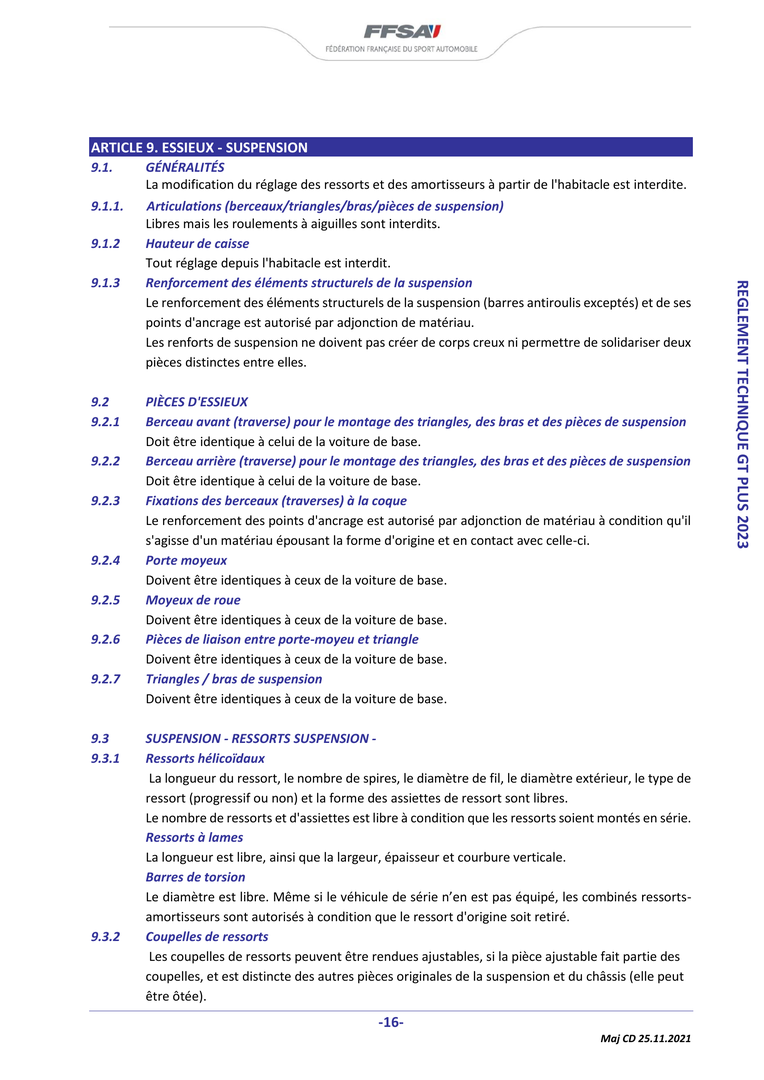 FFSA
FÉDÉRATION FRANÇAISE DU SPORT AUTOMOBILE
ARTICLE 9. ESSIEUX - SUSPENSION
9.1. GÉNÉRALITÉS
La modification du réglage des ressorts et des amortisseurs à partir de l'habitacle est interdite.
9.1.1. Articulations (berceaux/triangles/bras/pièces de suspension)
Libres mais les roulements à aiguilles sont interdits.
9.1.2 Hauteur de caisse
Tout réglage depuis l'habitacle est interdit.
9.1.3 Renforcement des éléments structurels de la suspension
Le renforcement des éléments structurels de la suspension (barres antiroulis exceptés) et de ses
points d'ancrage est autorisé par adjonction de matériau.
Les renforts de suspension ne doivent pas créer de corps creux ni permettre de solidariser deux
pièces distinctes entre elles.
9.2 PIÈCES D'ESSIEUX
9.2.1 Berceau avant (traverse) pour le montage des triangles, des bras et des pièces de suspension
Doit être identique à celui de la voiture de base.
9.2.2 Berceau arrière (traverse) pour le montage des triangles, des bras et des pièces de suspension
Doit être identique à celui de la voiture de base.
9.2.3 Fixations des berceaux (traverses) à la coque
Le renforcement des points d'ancrage est autorisé par adjonction de matériau à condition qu'il
s'agisse d'un matériau épousant la forme d'origine et en contact avec celle-ci.
9.2.4 Porte moyeux
Doivent être identiques à ceux de la voiture de base.
9.2.5 Moyeux de roue
Doivent être identiques à ceux de la voiture de base.
9.2.6 Pièces de liaison entre porte-moyeu et triangle
Doivent être identiques à ceux de la voiture de base.
9.2.7 Triangles / bras de suspension
Doivent être identiques à ceux de la voiture de base.
9.3 SUSPENSION - RESSORTS SUSPENSION -
9.3.1 Ressorts hélicoïdaux
La longueur du ressort, le nombre de spires, le diamètre de fil, le diamètre extérieur, le type de
ressort (progressif ou non) et la forme des assiettes de ressort sont libres.
Le nombre de ressorts et d'assiettes est libre à condition que les ressorts soient montés en série.
Ressorts à lames
La longueur est libre, ainsi que la largeur, épaisseur et courbure verticale.
Barres de torsion
Le diamètre est libre. Même si le véhicule de série n’en est pas équipé, les combinés ressorts-
amortisseurs sont autorisés à condition que le ressort d'origine soit retiré.
9.3.2 Coupelles de ressorts
Les coupelles de ressorts peuvent être rendues ajustables, si la pièce ajustable fait partie des
coupelles, et est distincte des autres pièces originales de la suspension et du châssis (elle peut
être ôtée).
REGLEMENT TECHNIQUE GT PLUS 2023
-16-
Maj CD 25.11.2021